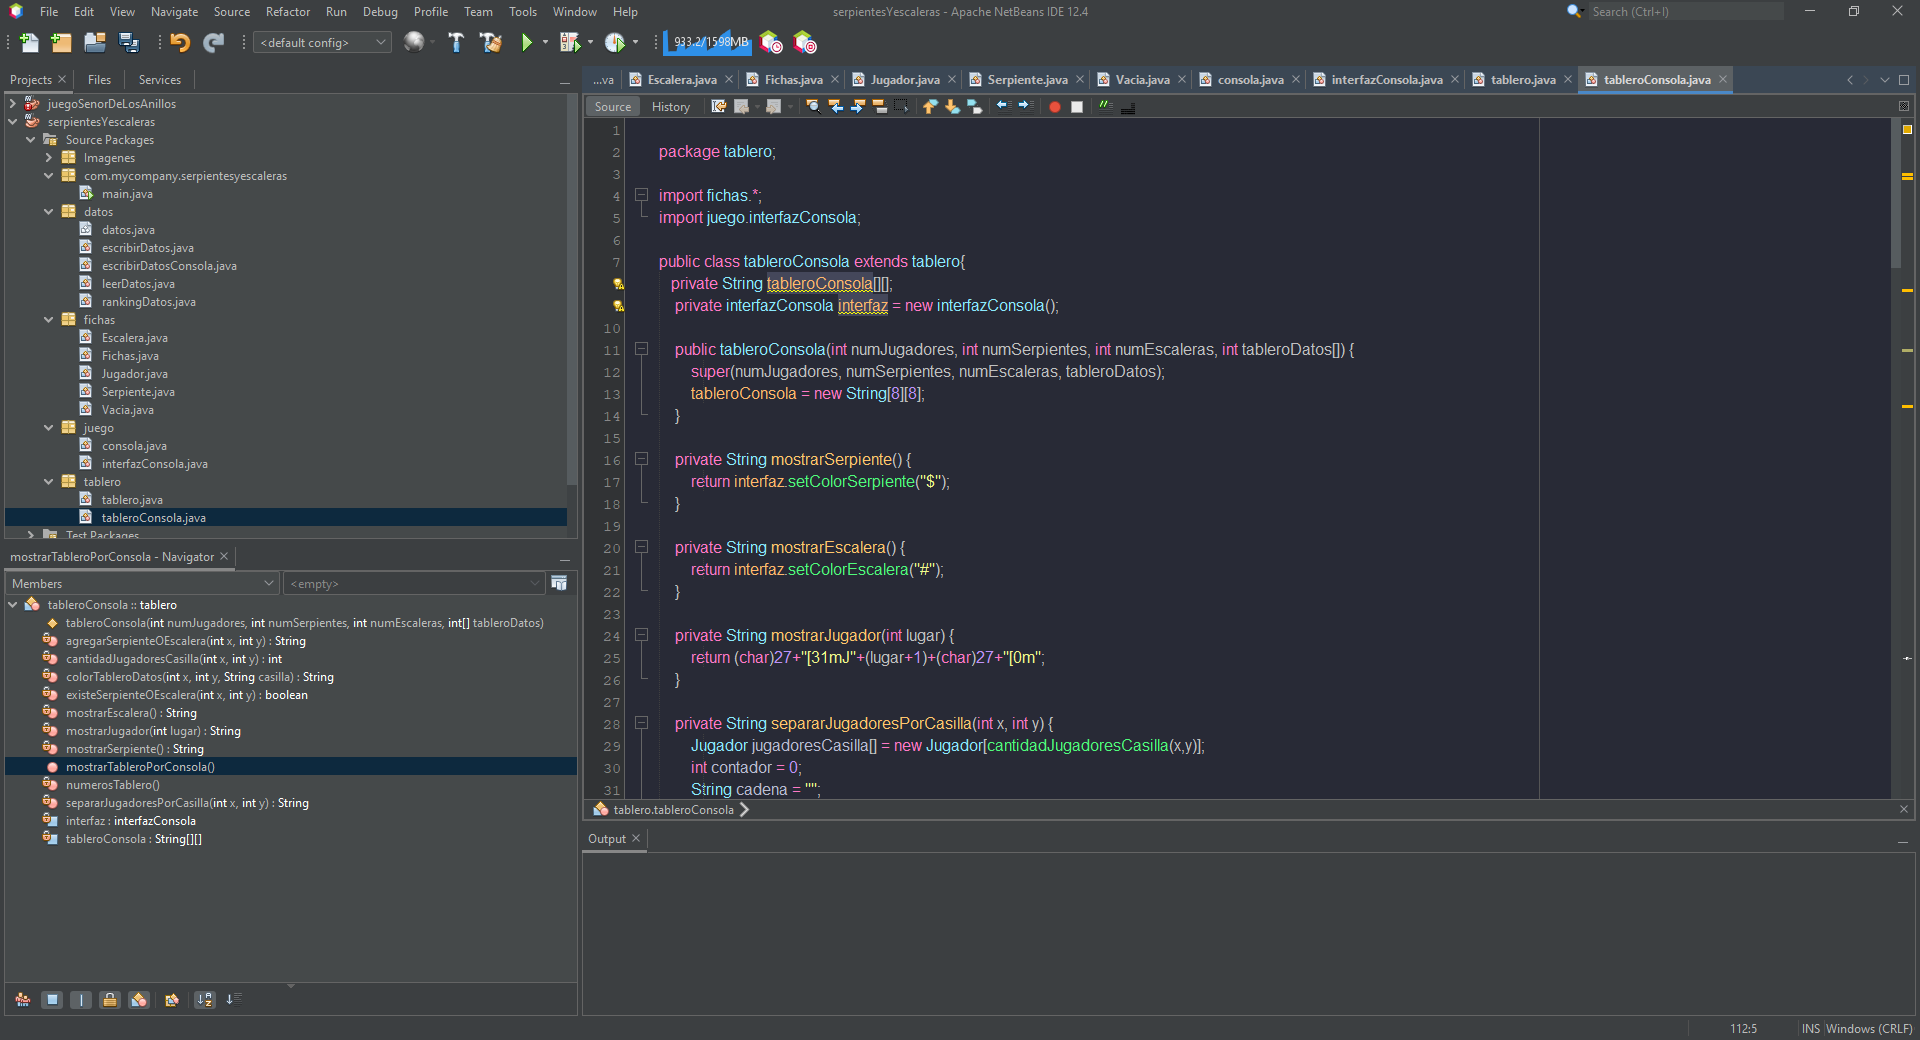 File Edit View Navigate Source Refactor Run Debug Profile Team Tools Window Help
serpientesYescaleras - Apache NetBeans IDE 12.4
Search (Ctrl+I)
<default config>
933.2/1598MB
Projects Files Services
juegoSenorDeLosAnillos
serpientesYescaleras
Source Packages
Imagenes
com.mycompany.serpientesyescaleras
main.java
datos
datos.java
escribirDatos.java
escribirDatosConsola.java
leerDatos.java
rankingDatos.java
fichas
Escalera.java
Fichas.java
Jugador.java
Serpiente.java
Vacia.java
juego
consola.java
interfazConsola.java
tablero
tablero.java
tableroConsola.java
Test Packages
mostrarTableroPorConsola - Navigator
Members
<empty>
tableroConsola :: tablero
tableroConsola(int numJugadores, int numSerpientes, int numEscaleras, int[] tableroDatos)
agregarSerpienteOEscalera(int x, int y) : String
cantidadJugadoresCasilla(int x, int y) : int
colorTableroDatos(int x, int y, String casilla) : String
existeSerpienteOEscalera(int x, int y) : boolean
mostrarEscalera() : String
mostrarJugador(int lugar) : String
mostrarSerpiente() : String
mostrarTableroPorConsola()
numerosTablero()
separarJugadoresPorCasilla(int x, int y) : String
interfaz : interfazConsola
tableroConsola : String[][]
...va Escalera.java Fichas.java Jugador.java Serpiente.java Vacia.java consola.java interfazConsola.java tablero.java tableroConsola.java
Source History
1
2 package tablero;
3
4 import fichas.*;
5 import juego.interfazConsola;
6
7 public class tableroConsola extends tablero{
private String tableroConsola[][];
private interfazConsola interfaz = new interfazConsola();
10
11 public tableroConsola(int numJugadores, int numSerpientes, int numEscaleras, int tableroDatos[]) {
12 super(numJugadores, numSerpientes, numEscaleras, tableroDatos);
13 tableroConsola = new String[8][8];
14 }
15
16 private String mostrarSerpiente() {
17 return interfaz.setColorSerpiente("$");
18 }
19
20 private String mostrarEscalera() {
21 return interfaz.setColorEscalera("#");
22 }
23
24 private String mostrarJugador(int lugar) {
25 return (char)27+"[31mJ"+(lugar+1)+(char)27+"[0m";
26 }
27
28 private String separarJugadoresPorCasilla(int x, int y) {
29 Jugador jugadoresCasilla[] = new Jugador[cantidadJugadoresCasilla(x,y)];
30 int contador = 0;
31 String cadena = "";
tablero.tableroConsola
Output
112:5 INS Windows (CRLF)